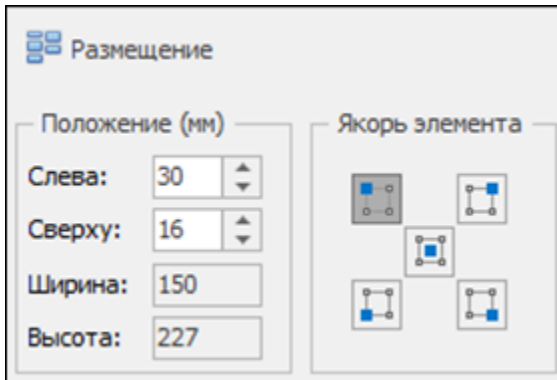 Размещение
Положение (мм)
Слева: 30
Сверху: 16
Ширина: 150
Высота: 227
Якорь элемента